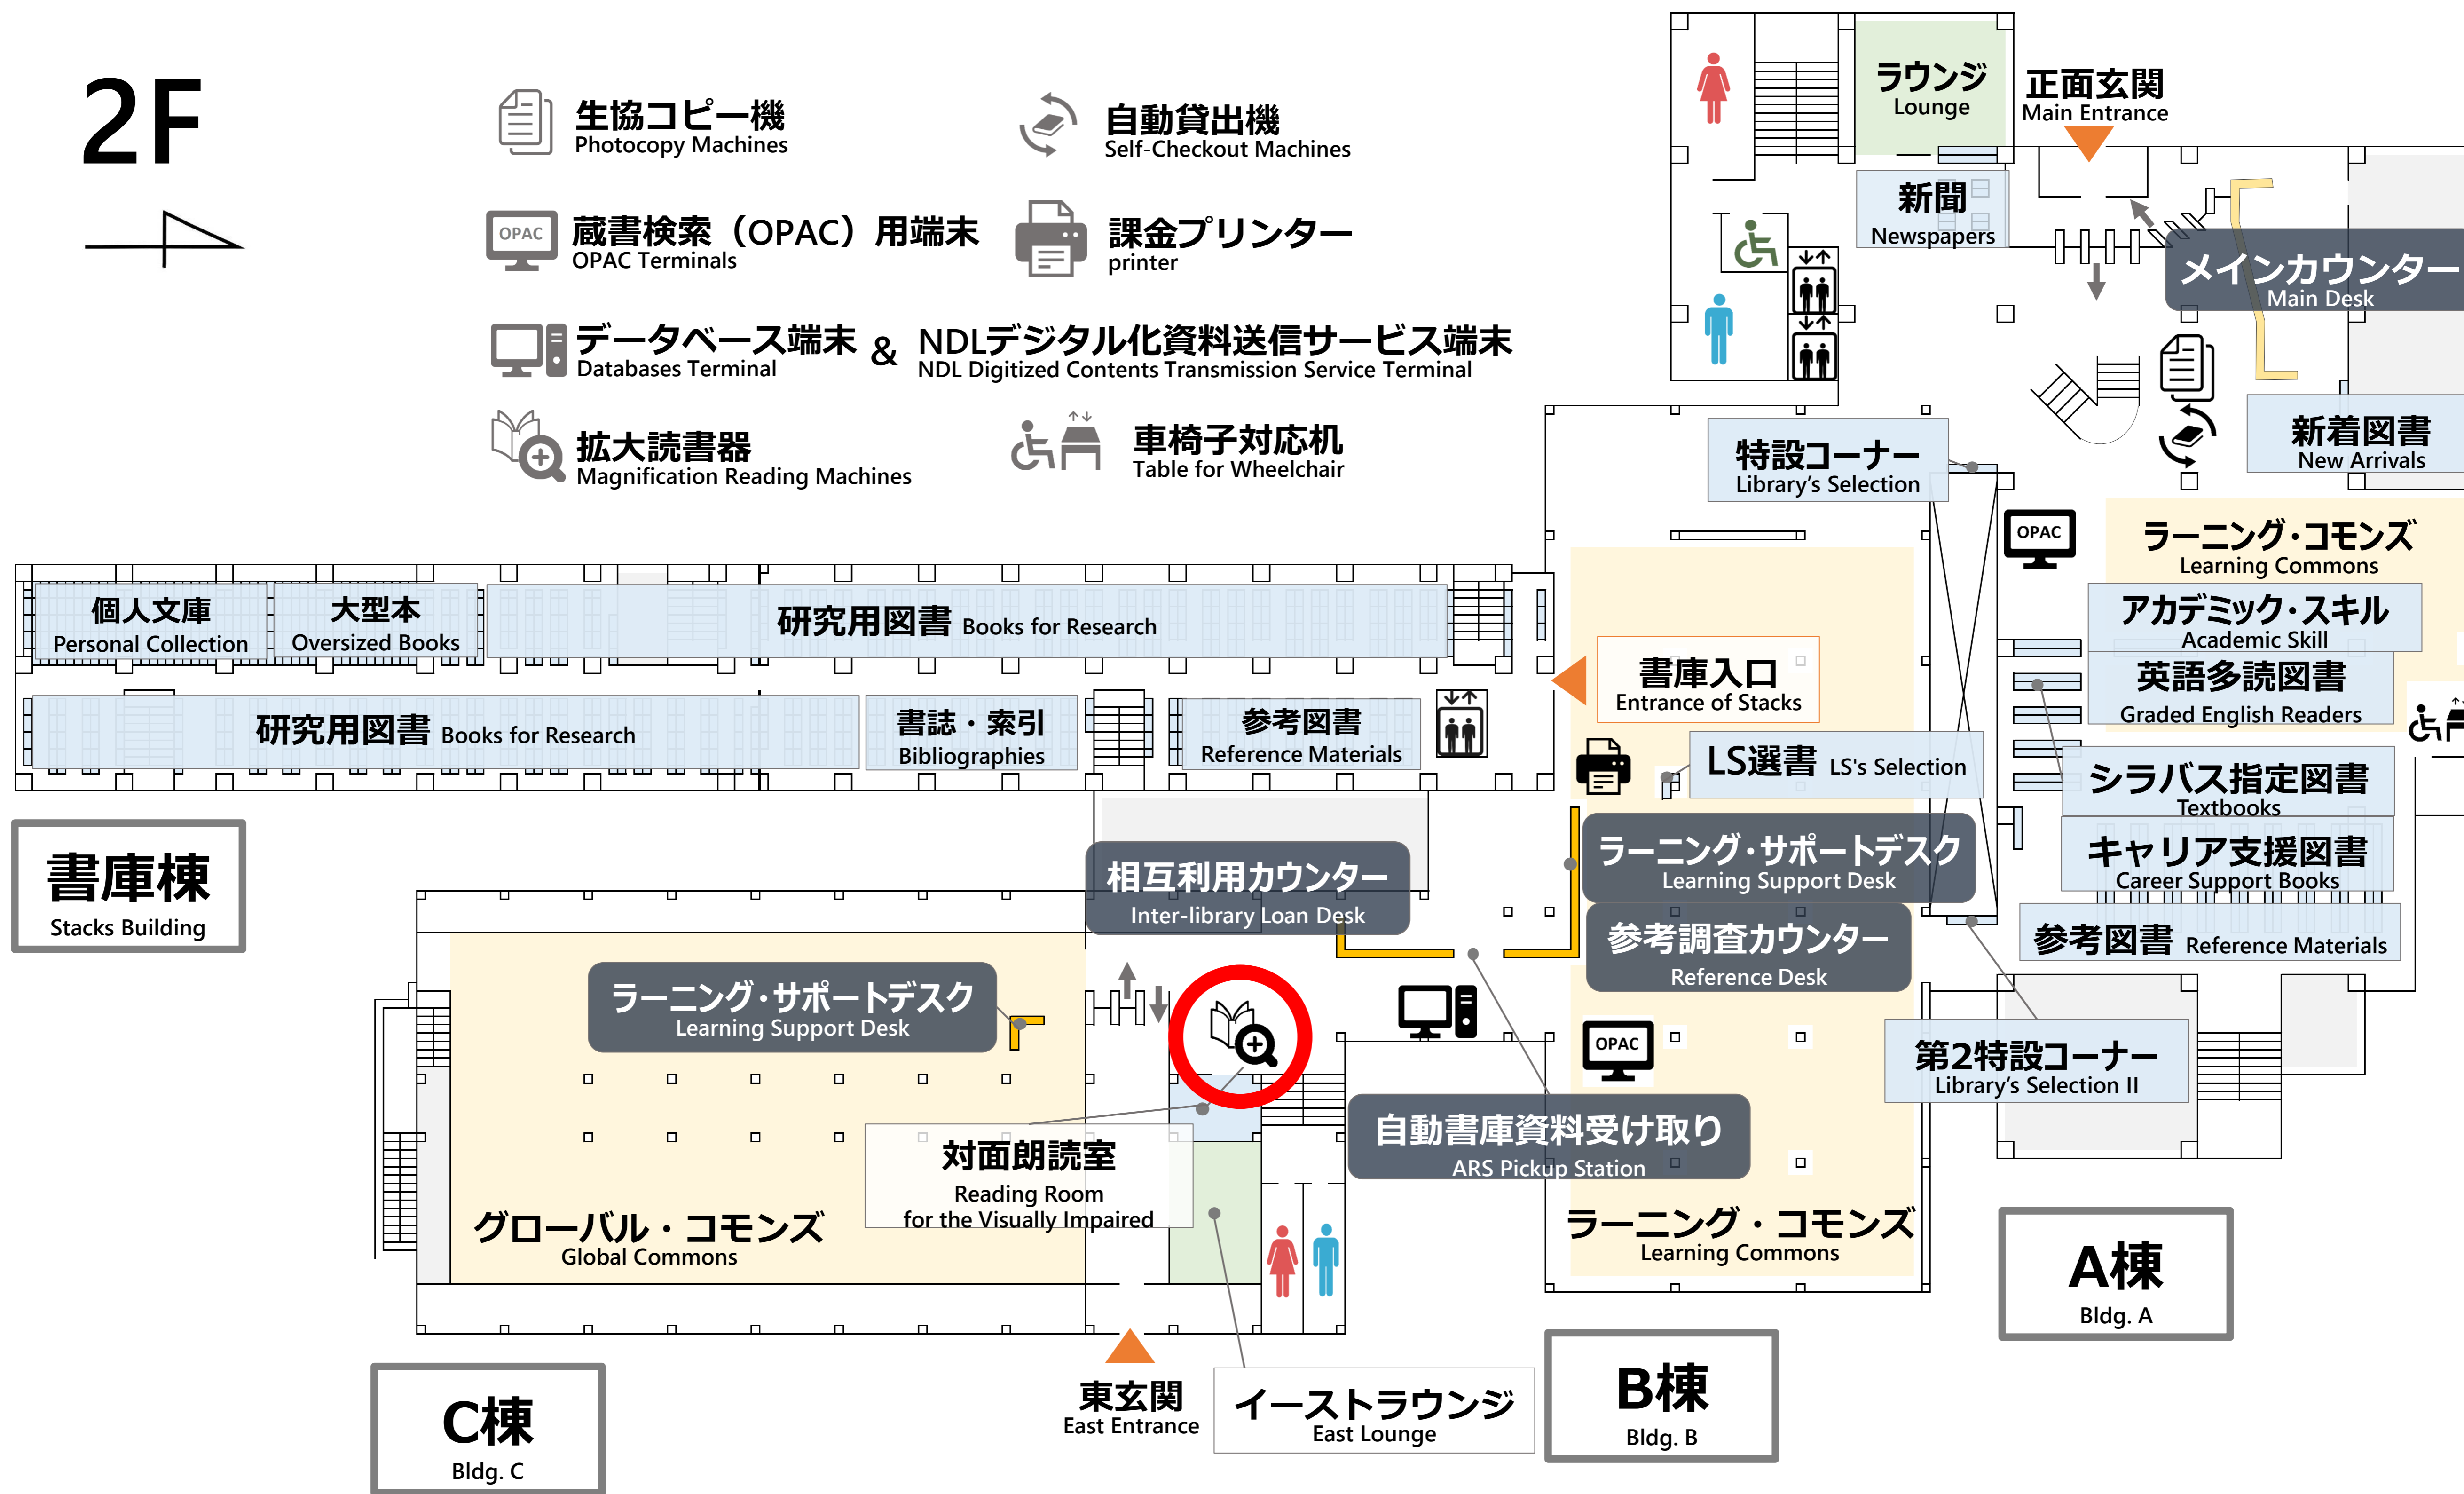 2F
生協コピー機
Photocopy Machines
自動貸出機
Self-Checkout Machines
OPAC
蔵書検索（OPAC）用端末
OPAC Terminals
課金プリンター
printer
データベース端末
Databases Terminal
&
NDLデジタル化資料送信サービス端末
NDL Digitized Contents Transmission Service Terminal
拡大読書器
Magnification Reading Machines
車椅子対応机
Table for Wheelchair
ラウンジ
Lounge
正面玄関
Main Entrance
新聞
Newspapers
メインカウンター
Main Desk
新着図書
New Arrivals
特設コーナー
Library's Selection
OPAC
ラーニング・コモンズ
Learning Commons
アカデミック・スキル
Academic Skill
英語多読図書
Graded English Readers
シラバス指定図書
Textbooks
キャリア支援図書
Career Support Books
参考図書 Reference Materials
個人文庫
Personal Collection
大型本
Oversized Books
研究用図書 Books for Research
研究用図書 Books for Research
書誌・索引
Bibliographies
参考図書
Reference Materials
書庫入口
Entrance of Stacks
LS選書 LS's Selection
書庫棟
Stacks Building
相互利用カウンター
Inter-library Loan Desk
ラーニング・サポートデスク
Learning Support Desk
参考調査カウンター
Reference Desk
ラーニング・サポートデスク
Learning Support Desk
OPAC
第2特設コーナー
Library's Selection II
自動書庫資料受け取り
ARS Pickup Station
対面朗読室
Reading Room
for the Visually Impaired
グローバル・コモンズ
Global Commons
ラーニング・コモンズ
Learning Commons
A棟
Bldg. A
東玄関
East Entrance
イーストラウンジ
East Lounge
B棟
Bldg. B
C棟
Bldg. C